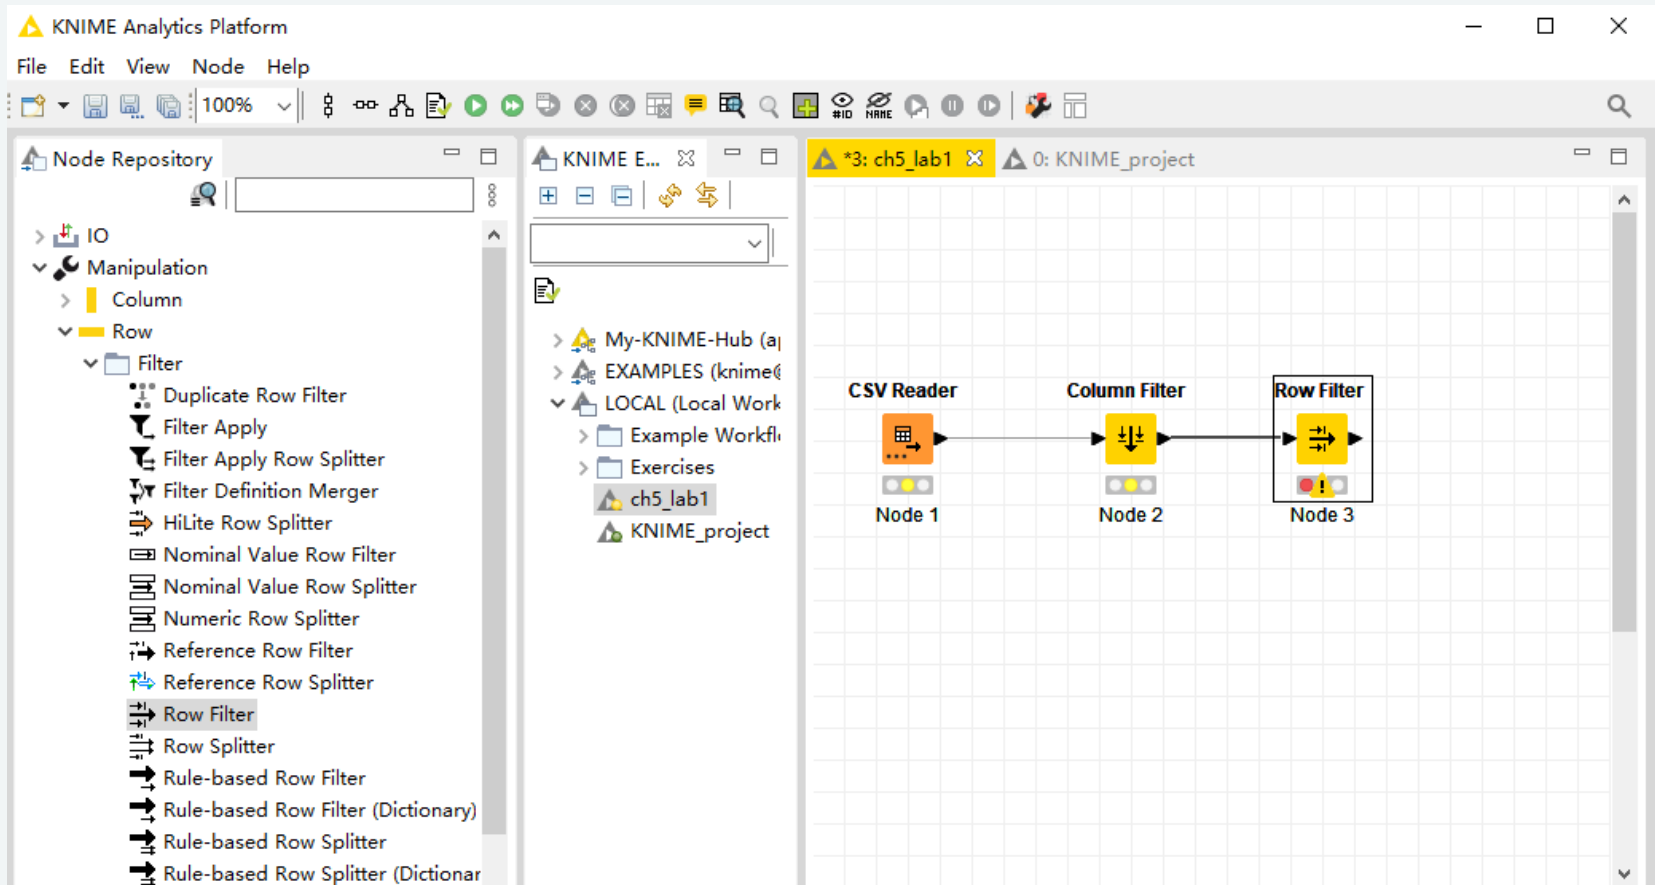 KNIME Analytics Platform
File Edit View Node Help
100%
#ID
NAME
Node Repository
IO
Manipulation
Column
Row
Filter
Duplicate Row Filter
Filter Apply
Filter Apply Row Splitter
Filter Definition Merger
HiLite Row Splitter
Nominal Value Row Filter
Nominal Value Row Splitter
Numeric Row Splitter
Reference Row Filter
Reference Row Splitter
Row Filter
Row Splitter
Rule-based Row Filter
Rule-based Row Filter (Dictionary)
Rule-based Row Splitter
Rule-based Row Splitter (Dictionar
KNIME E...
My-KNIME-Hub (a
EXAMPLES (knime@
LOCAL (Local Work
Example Workfl
Exercises
ch5_lab1
KNIME_project
*3: ch5_lab1
0: KNIME_project
CSV Reader
Node 1
Column Filter
Node 2
Row Filter
Node 3